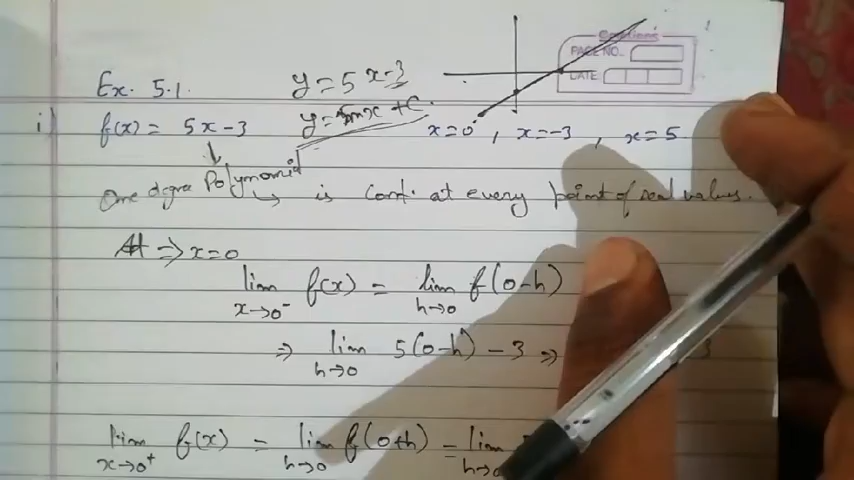 Ex. 5.1.
y = 5x-3
PAGE NO.
DATE
i) f(x) = 5x-3
y = mx + c.
x=0, x=-3, x=5
One degree Polynomial is Cont. at every point of real values.
At => x=0
lim x→0⁻ f(x) = lim h→0 f(0-h)
=> lim h→0 5(0-h) - 3 =>
lim x→0⁺ f(x) = lim h→0 f(0+h) = lim h→0